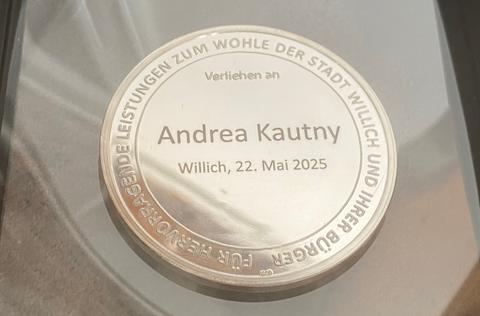 FÜR HERVORRAGENDE LEISTUNGEN ZUM WOHLE DER STADT WILLICH UND IHRER BÜRGER
Verliehen an
Andrea Kautny
Willich, 22. Mai 2025